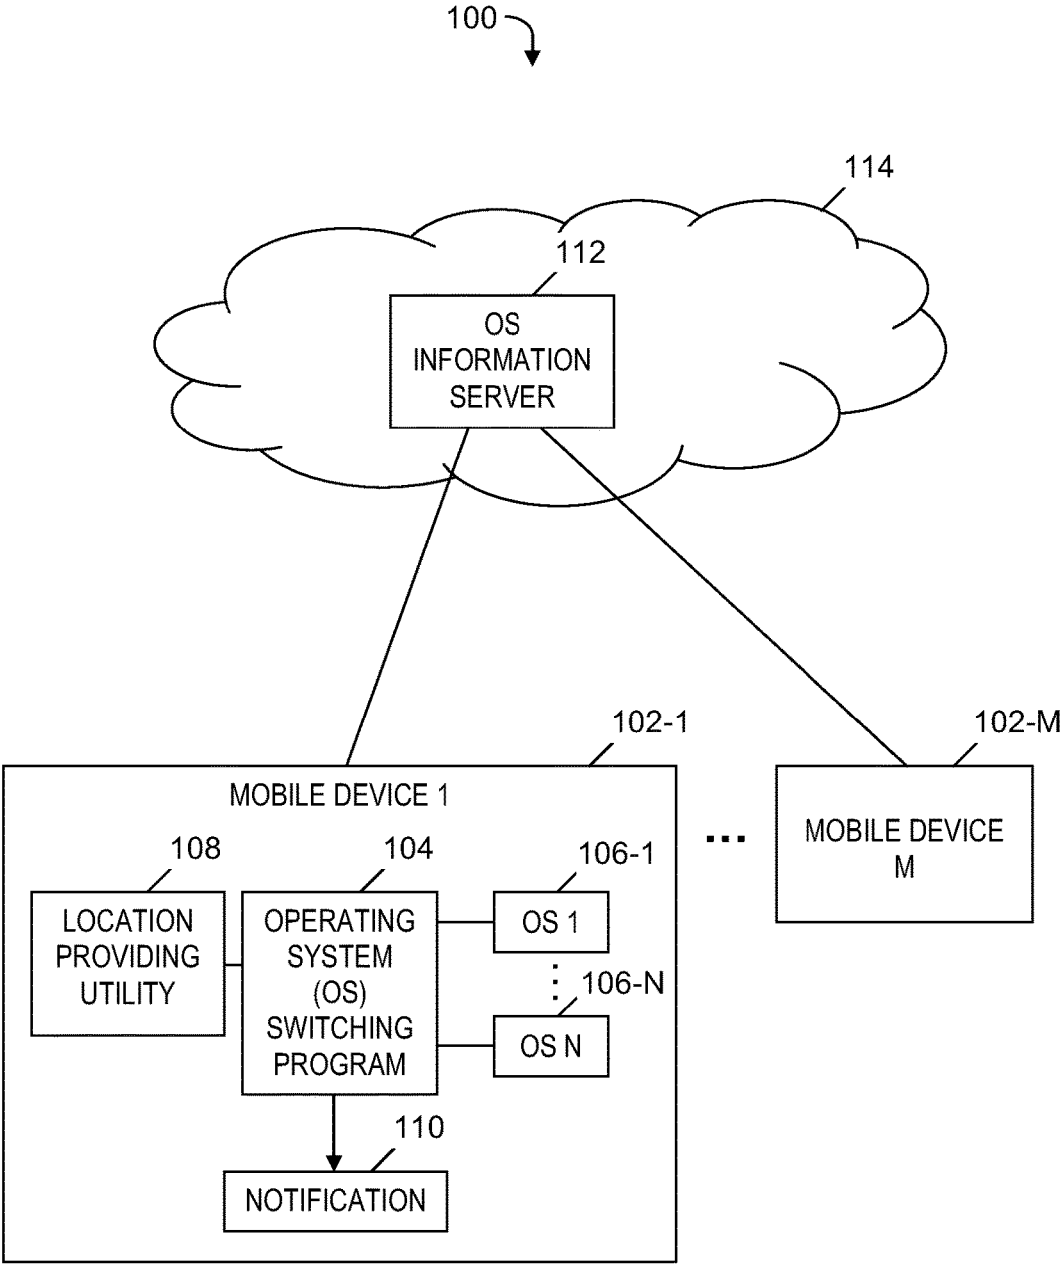 100
114
112
OS
INFORMATION
SERVER
102-1
102-M
MOBILE DEVICE 1
...
MOBILE DEVICE
M
108
104
106-1
LOCATION
PROVIDING
UTILITY
OPERATING
SYSTEM
(OS)
SWITCHING
PROGRAM
OS 1
106-N
OS N
110
NOTIFICATION